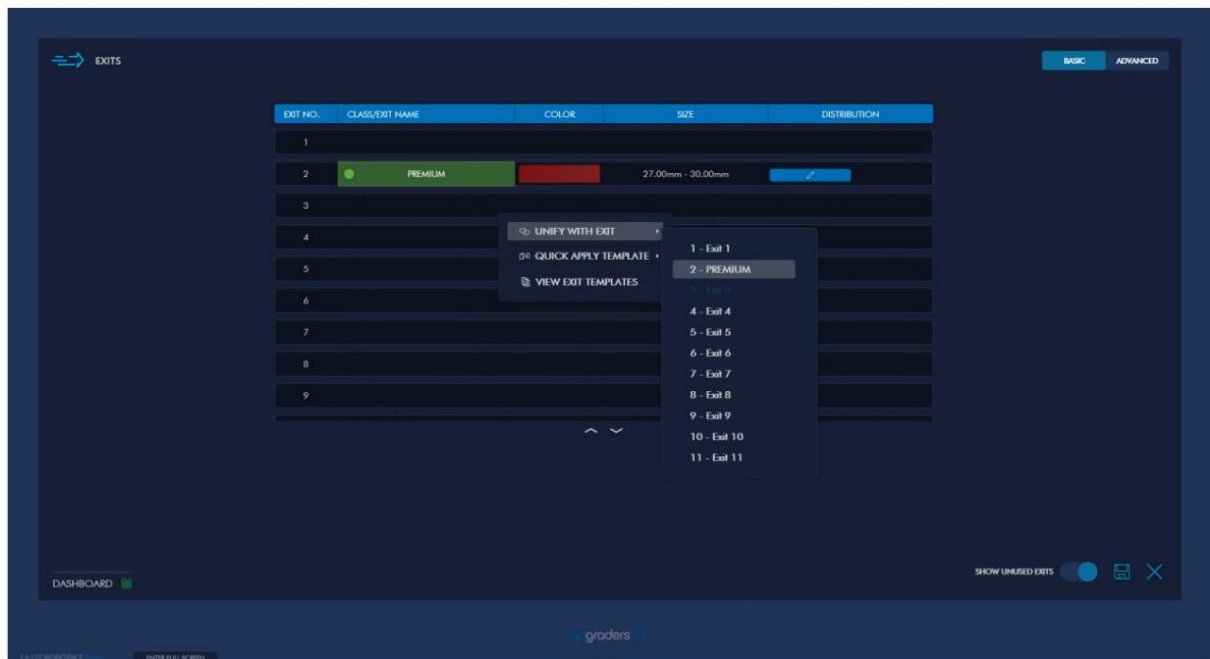 EXITS
BASIC ADVANCED
EXIT NO. CLASS/EXIT NAME COLOR SIZE DISTRIBUTION
1
2 PREMIUM 27.00mm - 30.00mm
3
4
5
6
7
8
9
UNIFY WITH EXIT
QUICK APPLY TEMPLATE
VIEW EXIT TEMPLATES
1 - Exit 1
2 - PREMIUM
3 - Exit 3
4 - Exit 4
5 - Exit 5
6 - Exit 6
7 - Exit 7
8 - Exit 8
9 - Exit 9
10 - Exit 10
11 - Exit 11
SHOW UNUSED EXITS
DASHBOARD
graders
ENTER FULL SCREEN